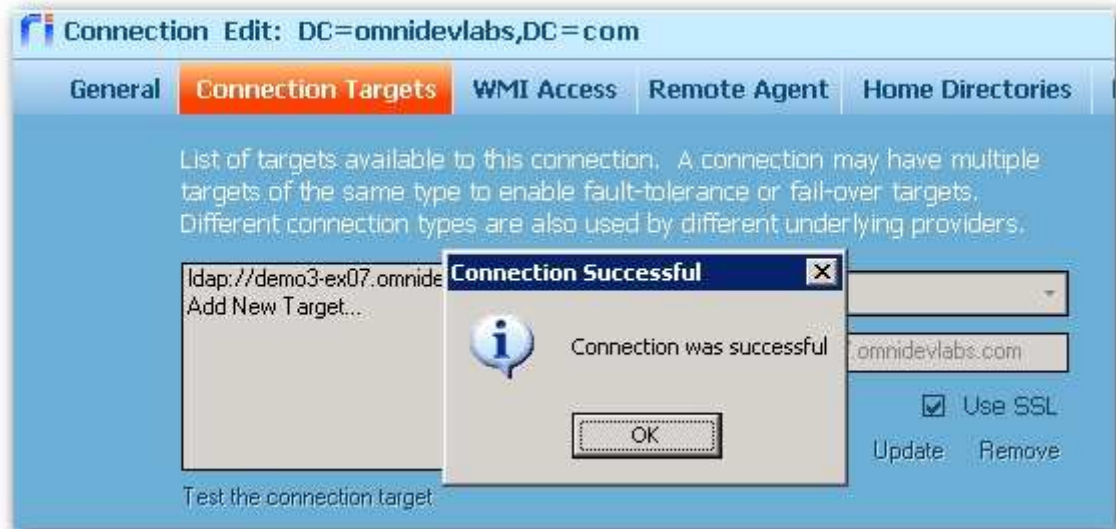 Connection Edit: DC=omnidevlabs,DC=com
General Connection Targets WMI Access Remote Agent Home Directories
List of targets available to this connection. A connection may have multiple
targets of the same type to enable fault-tolerance or fail-over targets.
Different connection types are also used by different underlying providers.
ldap://demo3-ex07.omnide
Add New Target...
Connection Successful
Connection was successful
OK
.omnidevlabs.com
Use SSL
Update Remove
Test the connection target